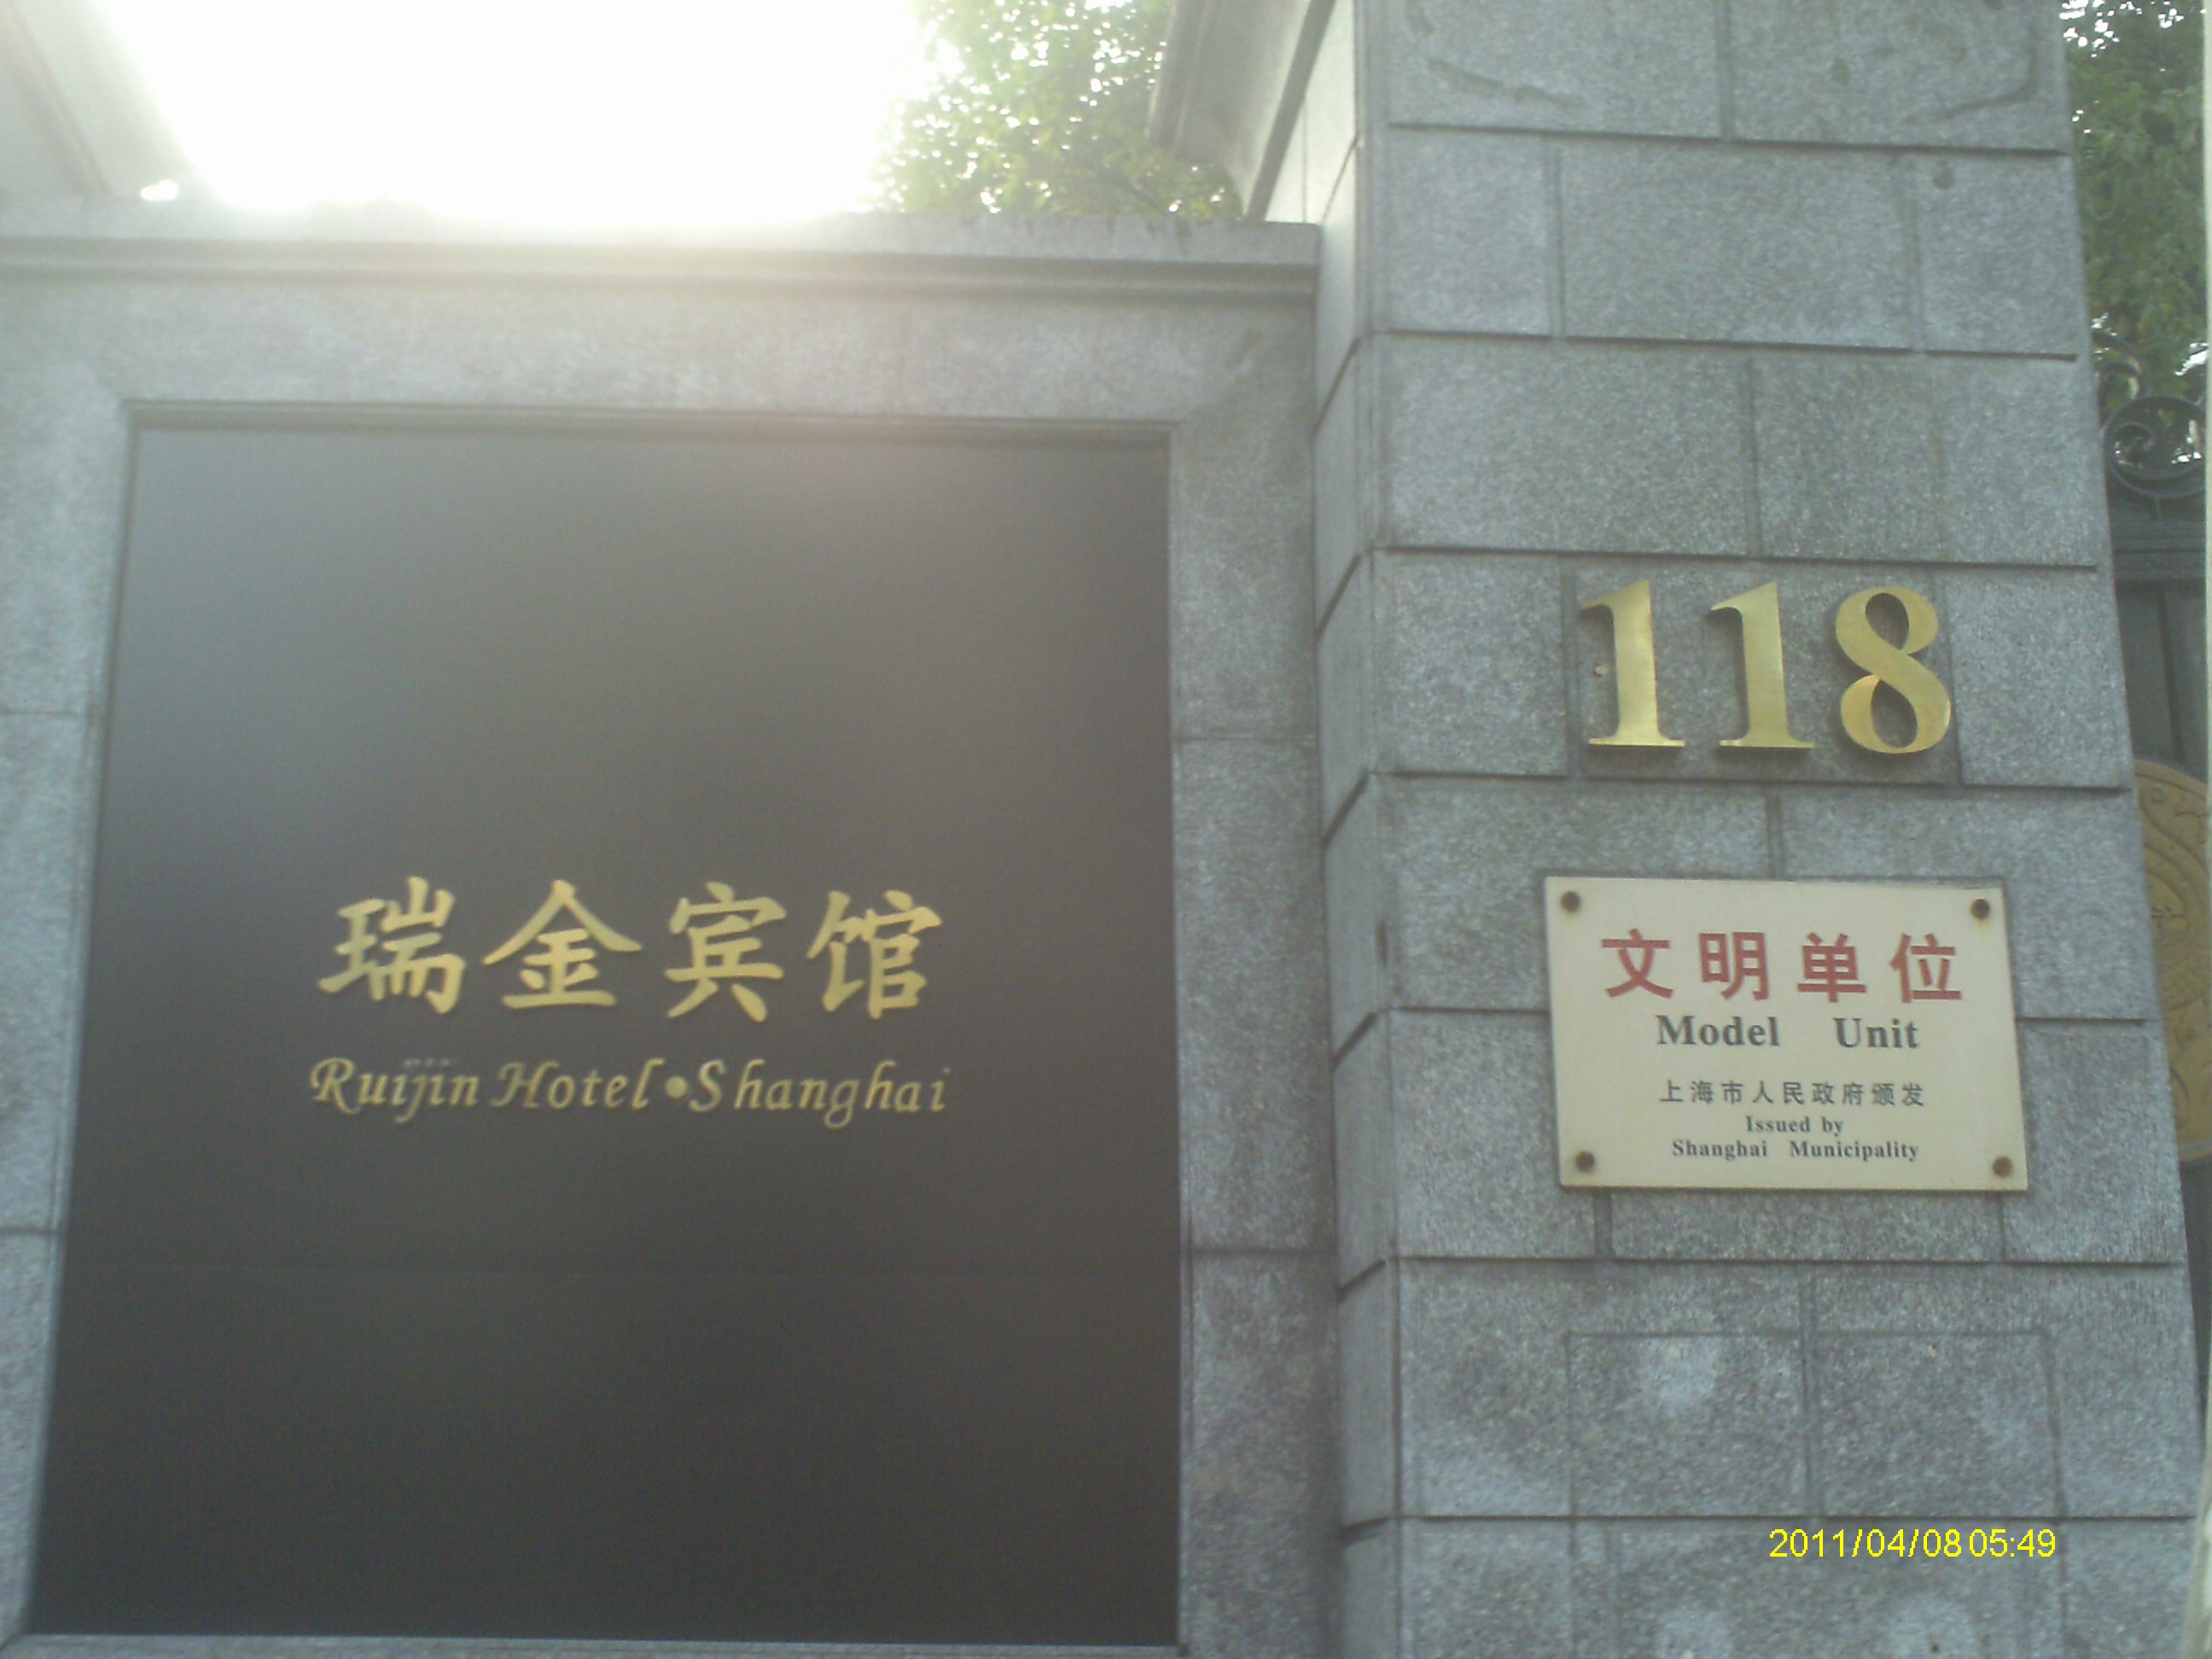 瑞金宾馆
Ruijin Hotel•Shanghai
118
文明单位
Model Unit
上海市人民政府颁发
Issued by
Shanghai Municipality
2011/04/08 05:49